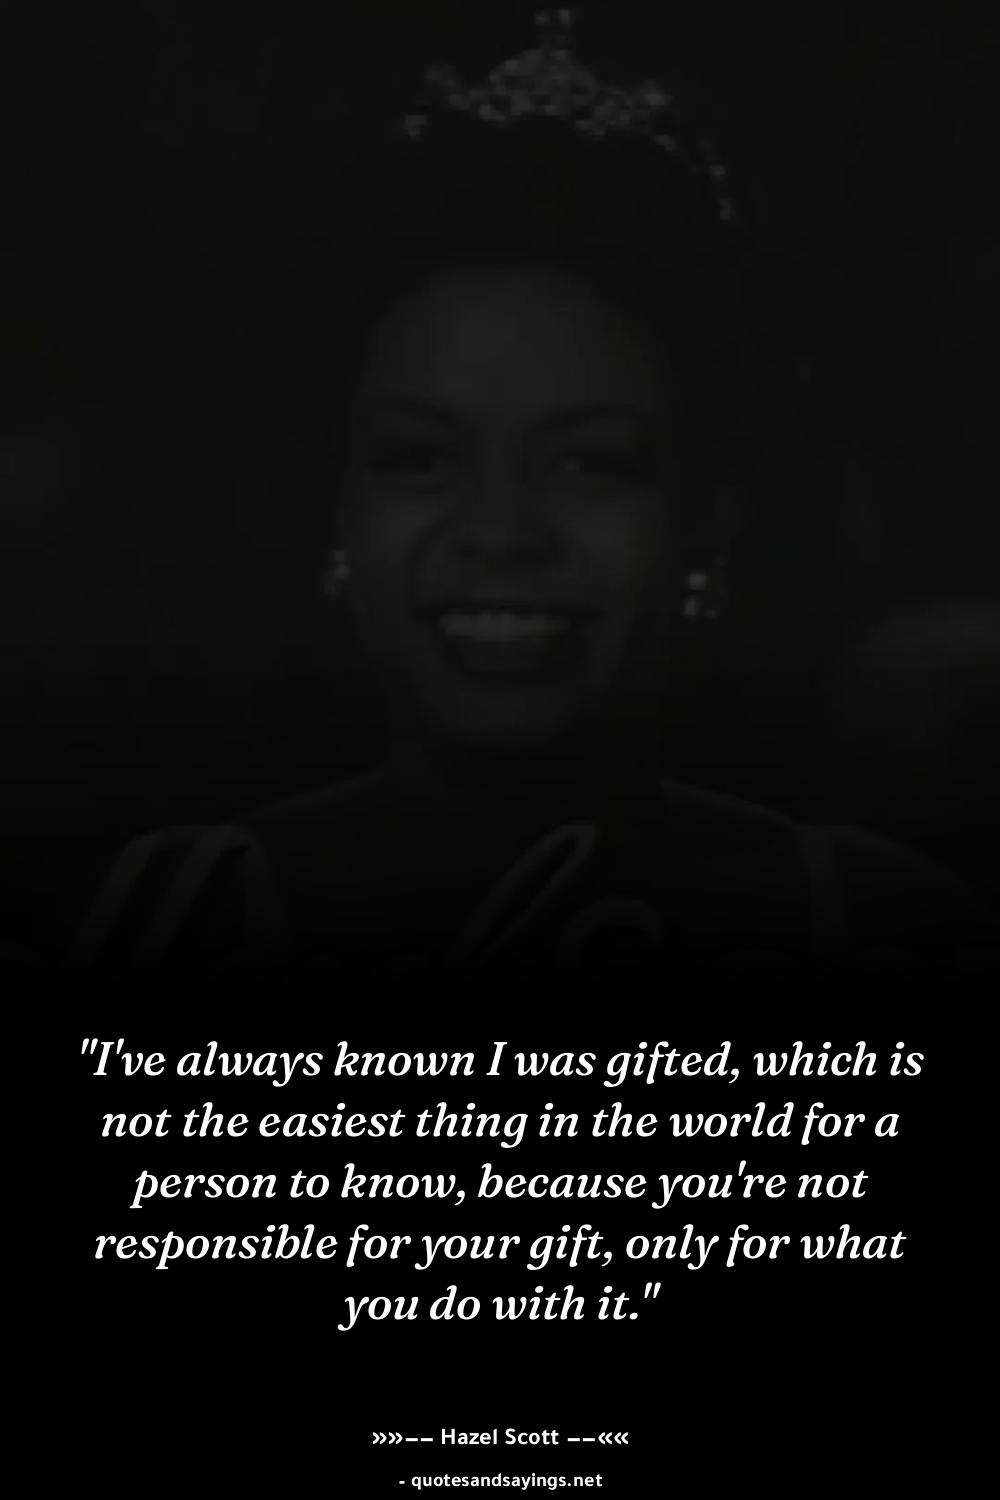 "I've always known I was gifted, which is
not the easiest thing in the world for a
person to know, because you're not
responsible for your gift, only for what
you do with it."
»»−− Hazel Scott −−««
- quotesandsayings.net